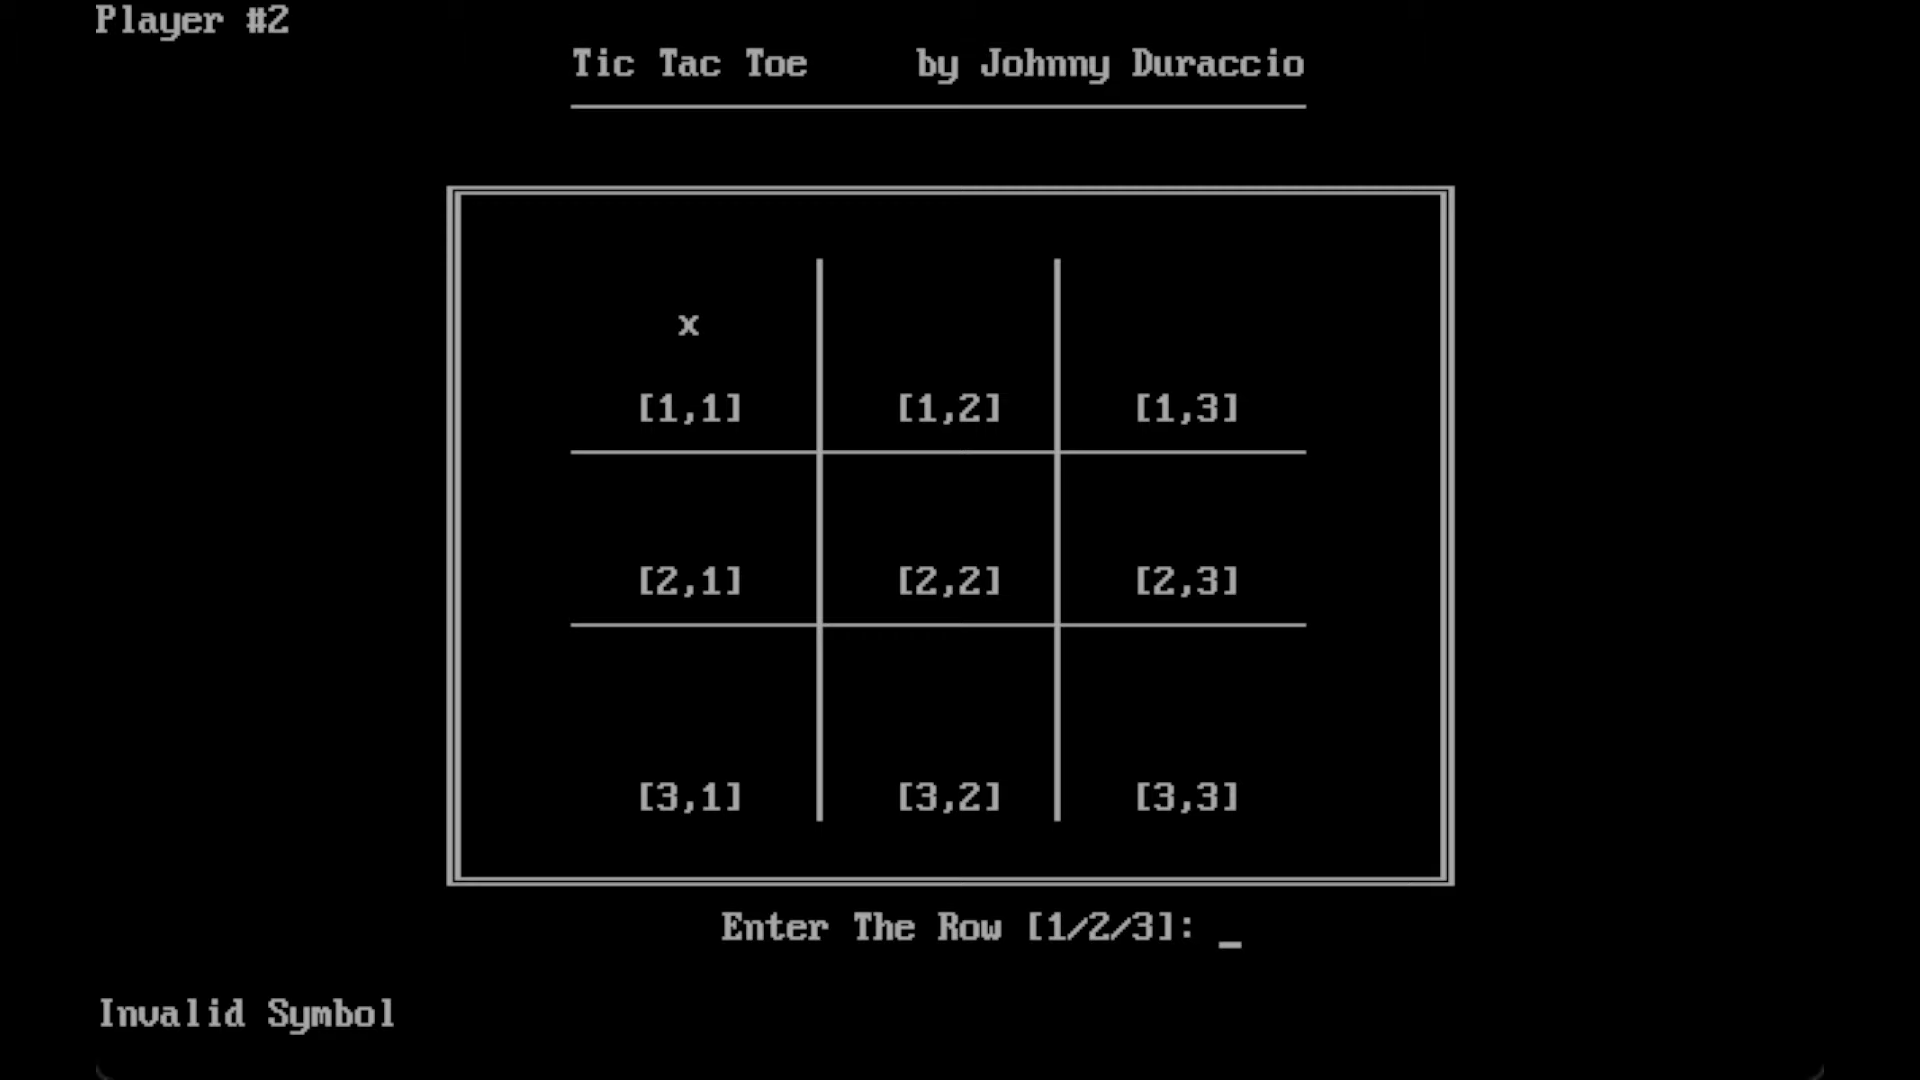 Player #2
Tic Tac Toe by Johnny Duraccio
x
[1,1] [1,2] [1,3]
[2,1] [2,2] [2,3]
[3,1] [3,2] [3,3]
Enter The Row [1/2/3]: _
Invalid Symbol